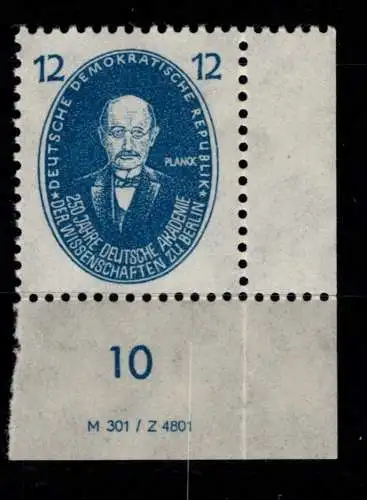 12 12
DEUTSCHE DEMOKRATISCHE REPUBLIK
PLANCK
250 JAHRE DEUTSCHE AKADEMIE
DER WISSENSCHAFTEN ZU BERLIN
10
M 301 / Z 4801